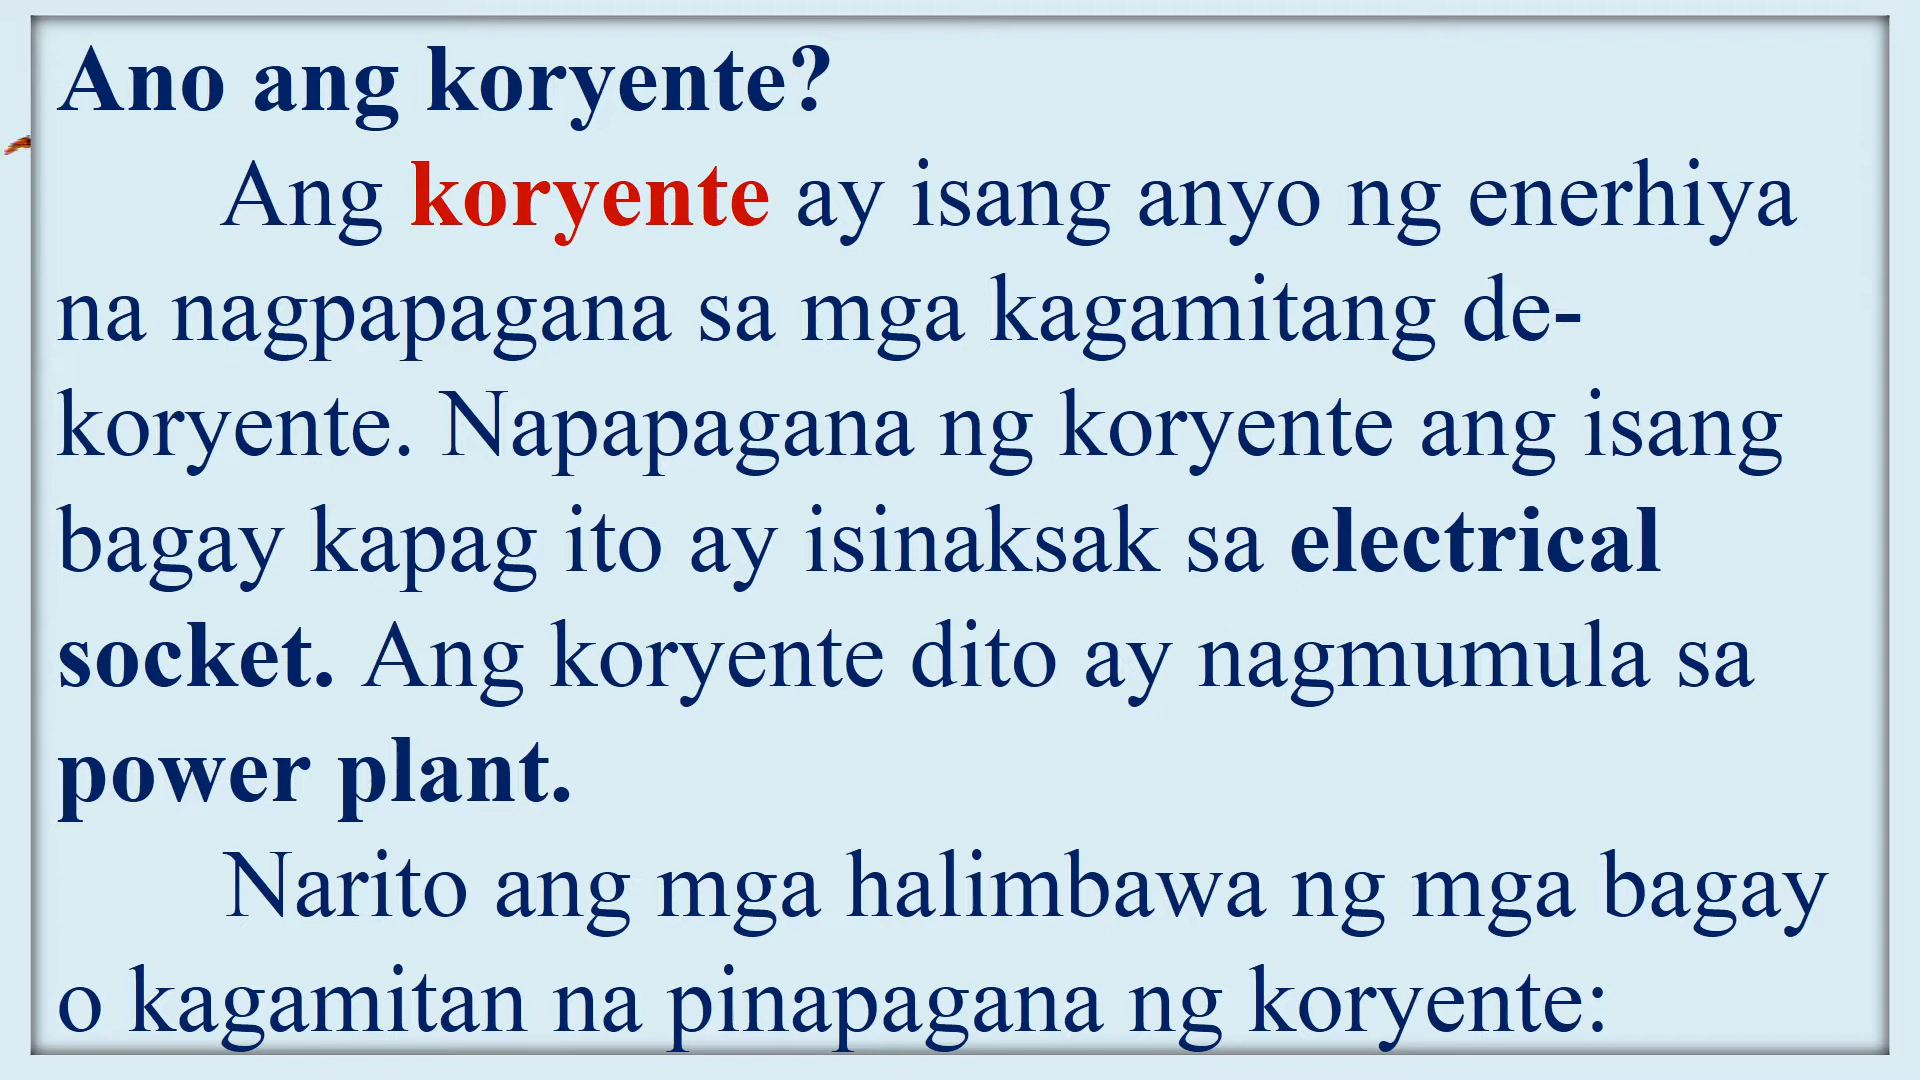 Ano ang koryente?
Ang koryente ay isang anyo ng enerhiya
na nagpapagana sa mga kagamitang de-
koryente. Napapagana ng koryente ang isang
bagay kapag ito ay isinaksak sa electrical
socket. Ang koryente dito ay nagmumula sa
power plant.
Narito ang mga halimbawa ng mga bagay
o kagamitan na pinapagana ng koryente: